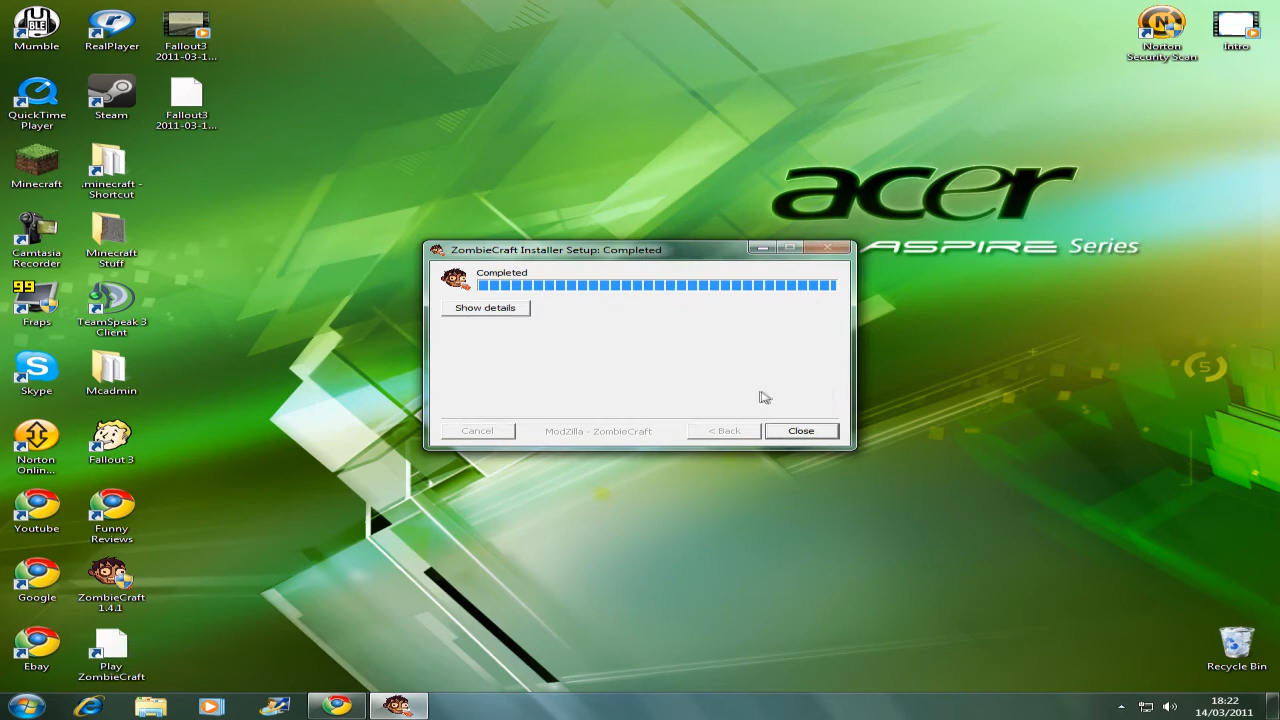 Mumble
RealPlayer
Fallout3
2011-03-1...
Norton
Security Scan
Intro
QuickTime
Player
Steam
Fallout3
2011-03-1...
Minecraft
.minecraft -
Shortcut
acer
ASPIRE Series
Camtasia
Recorder
Minecraft
Stuff
ZombieCraft Installer Setup: Completed
Completed
Show details
99
Fraps
TeamSpeak 3
Client
Skype
Mcadmin
Cancel
ModZilla - ZombieCraft
< Back
Close
Norton
Onlin...
Fallout 3
Youtube
Funny
Reviews
Google
ZombieCraft
1.4.1
Ebay
Play
ZombieCraft
Recycle Bin
18:22
14/03/2011